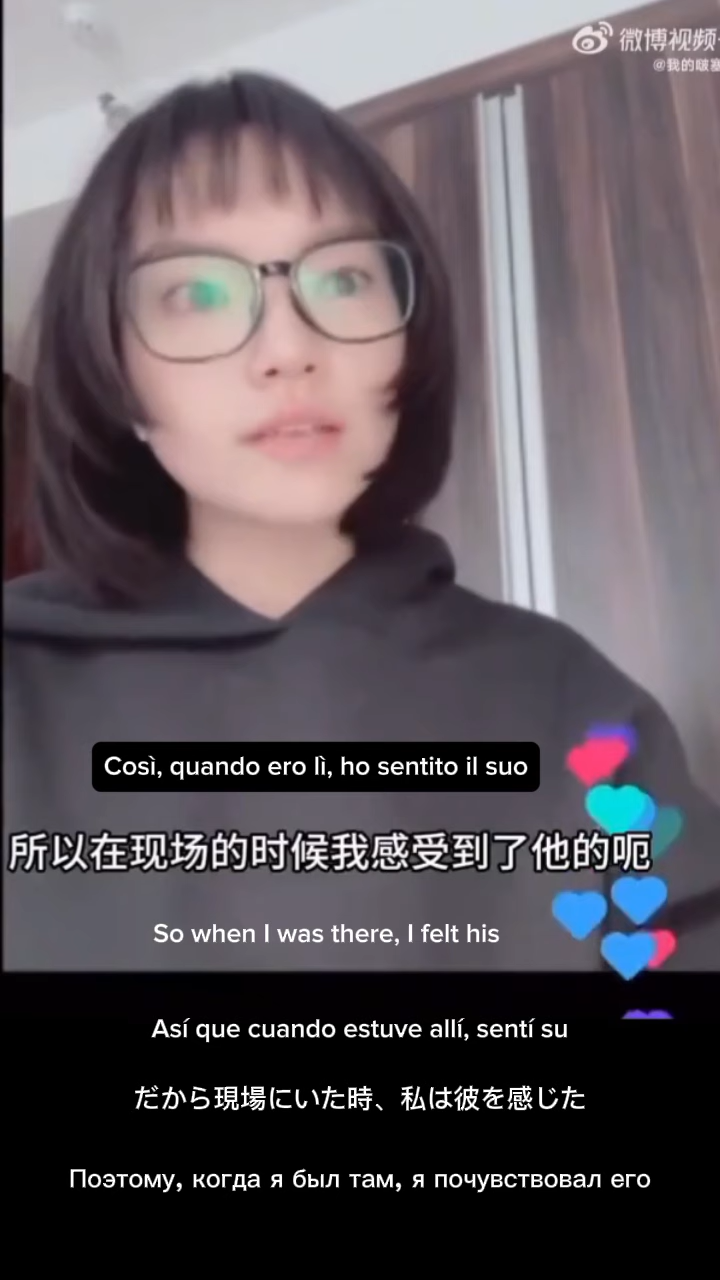 微博视频
@我的啵
Così, quando ero lì, ho sentito il suo
所以在现场的时候我感受到了他的呃
So when I was there, I felt his
Así que cuando estuve allí, sentí su
だから現場にいた時、私は彼を感じた
Поэтому, когда я был там, я почувствовал его